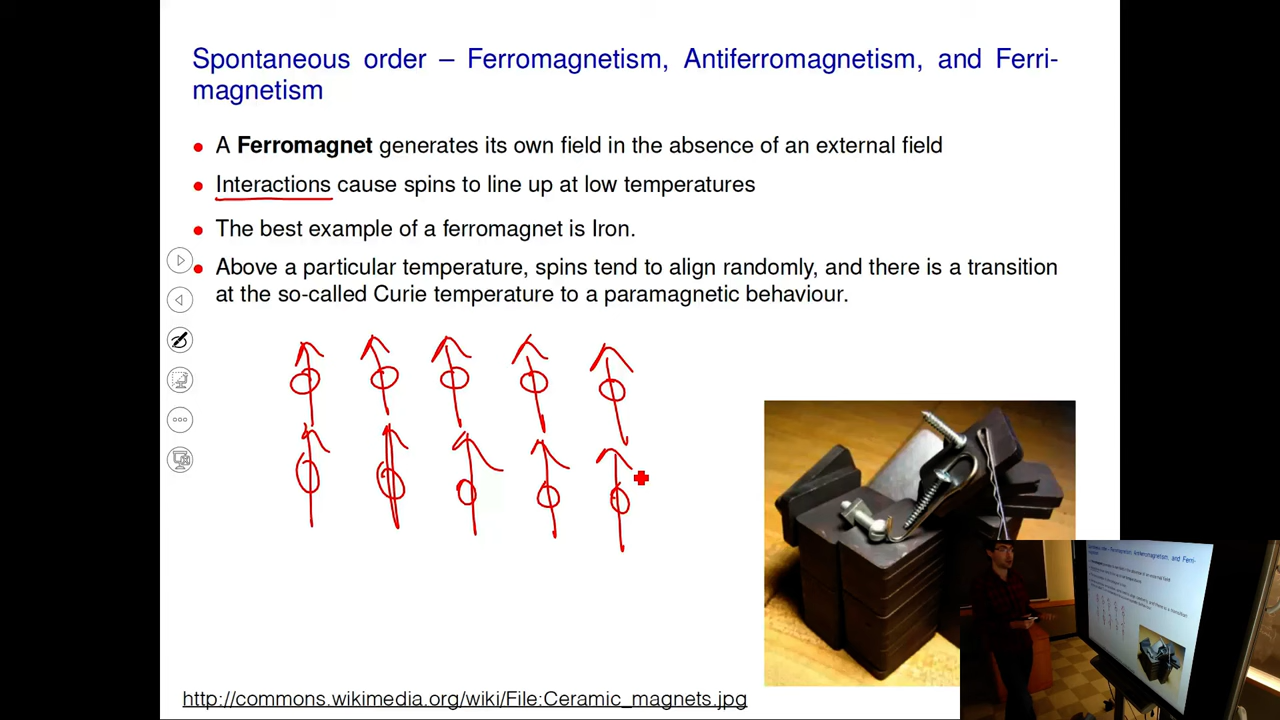 Spontaneous order – Ferromagnetism, Antiferromagnetism, and Ferri-
magnetism
A Ferromagnet generates its own field in the absence of an external field
Interactions cause spins to line up at low temperatures
The best example of a ferromagnet is Iron.
Above a particular temperature, spins tend to align randomly, and there is a transition
at the so-called Curie temperature to a paramagnetic behaviour.
http://commons.wikimedia.org/wiki/File:Ceramic_magnets.jpg